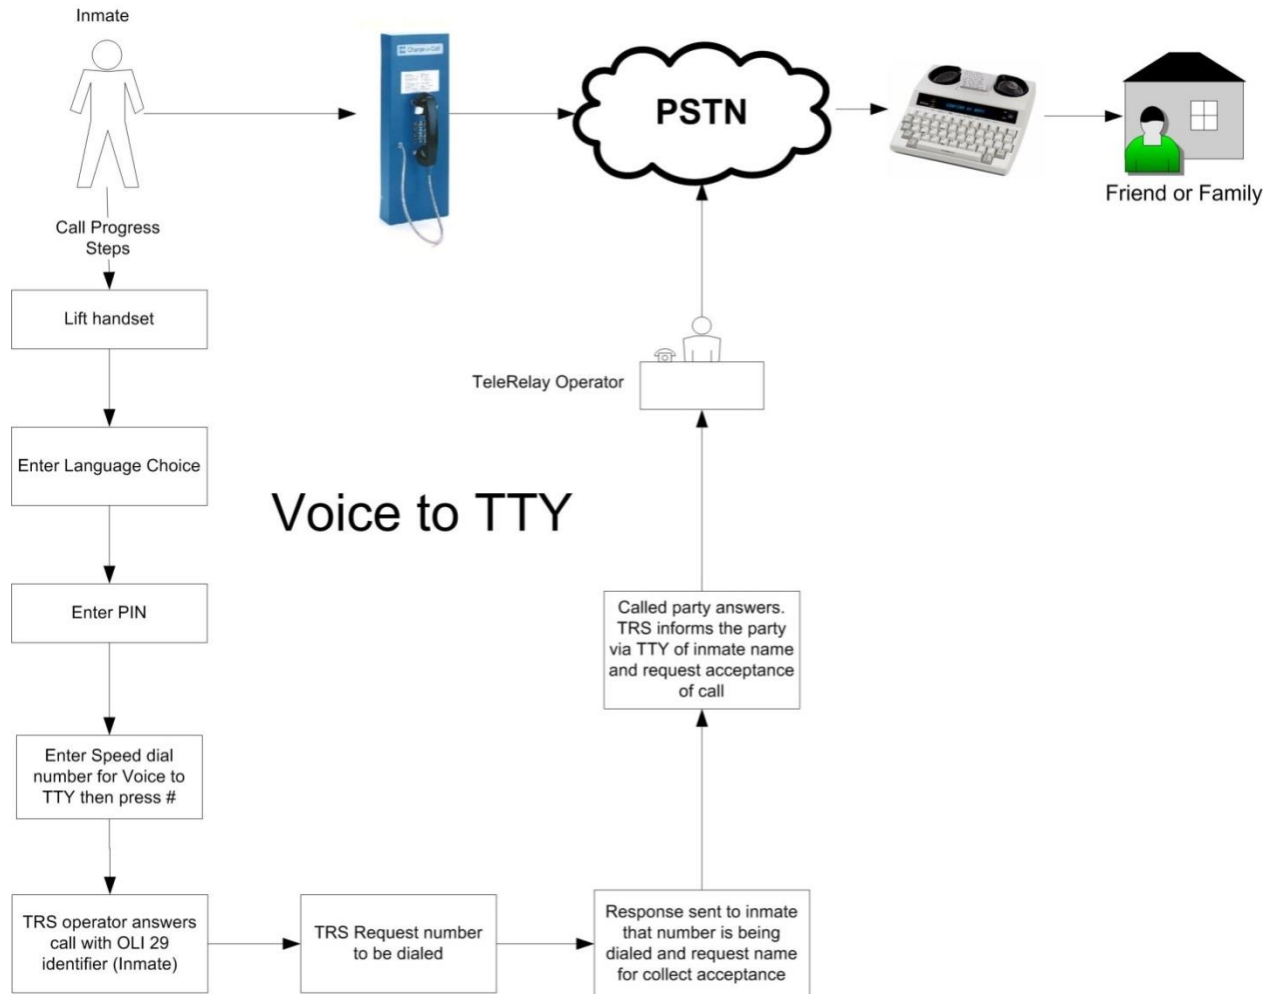 Inmate
Charge-a-Call
PSTN
Friend or Family
Call Progress
Steps
Lift handset
TeleRelay Operator
Enter Language Choice
Voice to TTY
Enter PIN
Called party answers.
TRS informs the party
via TTY of inmate name
and request acceptance
of call
Enter Speed dial
number for Voice to
TTY then press #
TRS operator answers
call with OLI 29
identifier (Inmate)
TRS Request number
to be dialed
Response sent to inmate
that number is being
dialed and request name
for collect acceptance